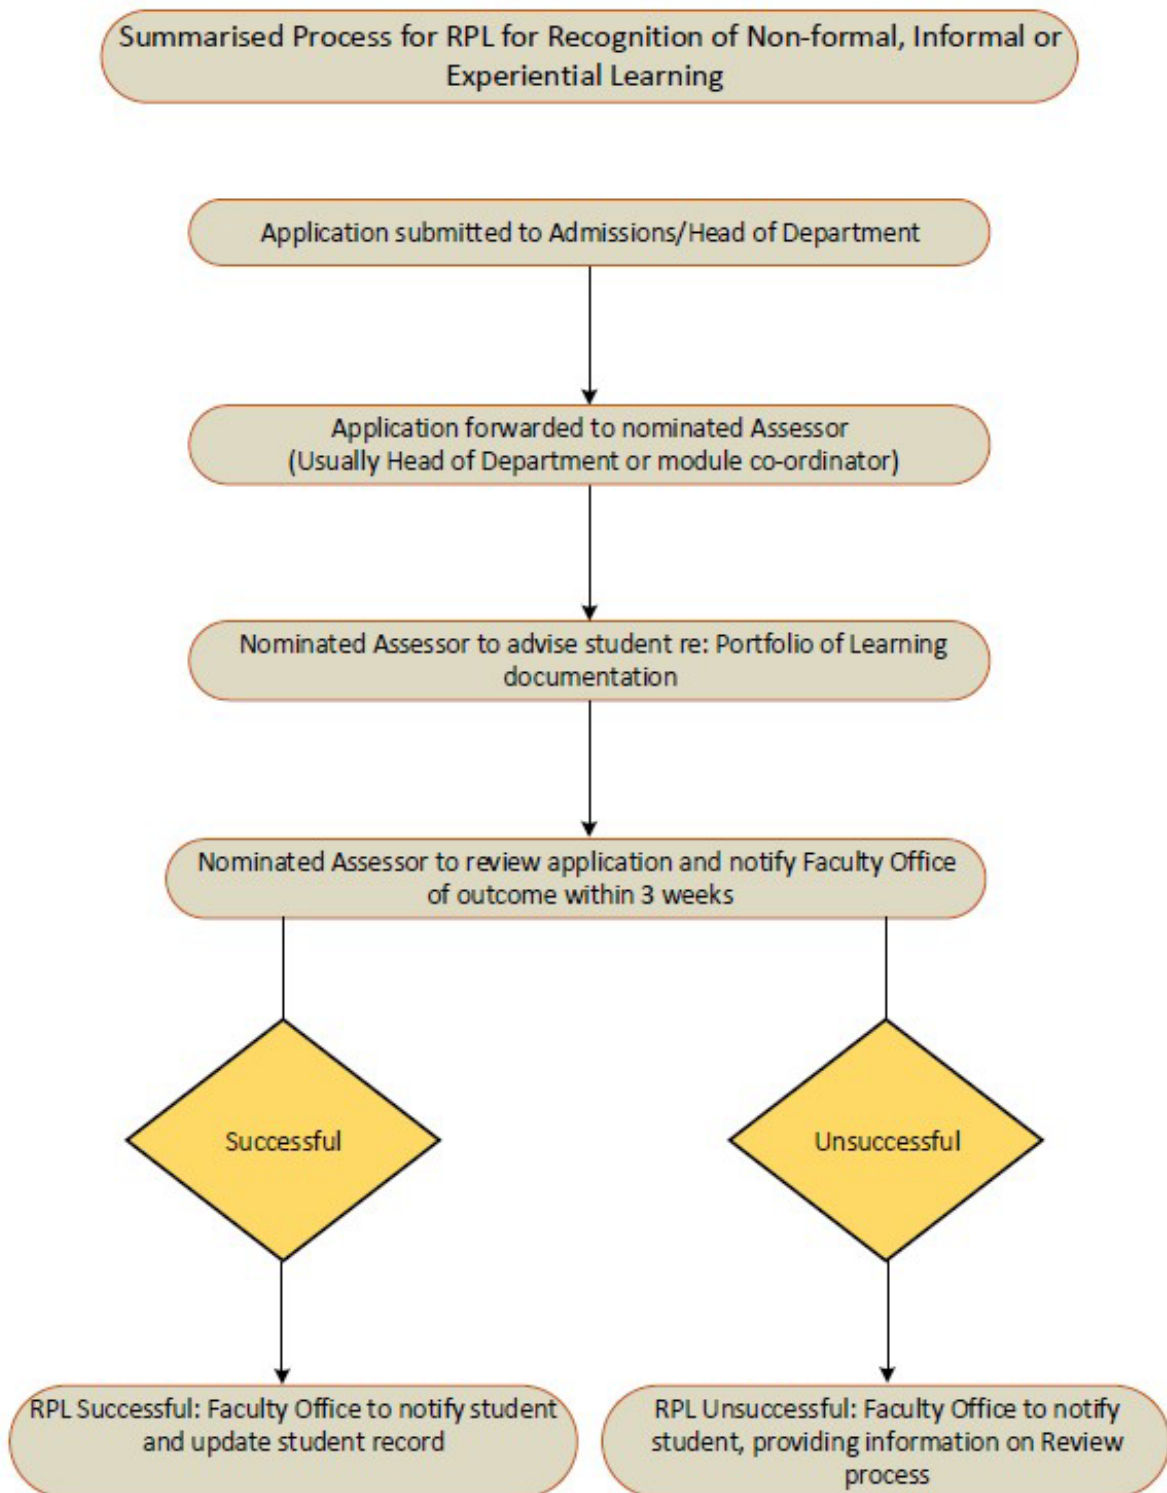 Summarised Process for RPL for Recognition of Non-formal, Informal or
Experiential Learning
Application submitted to Admissions/Head of Department
Application forwarded to nominated Assessor
(Usually Head of Department or module co-ordinator)
Nominated Assessor to advise student re: Portfolio of Learning
documentation
Nominated Assessor to review application and notify Faculty Office
of outcome within 3 weeks
Successful
Unsuccessful
RPL Successful: Faculty Office to notify student
and update student record
RPL Unsuccessful: Faculty Office to notify
student, providing information on Review
process